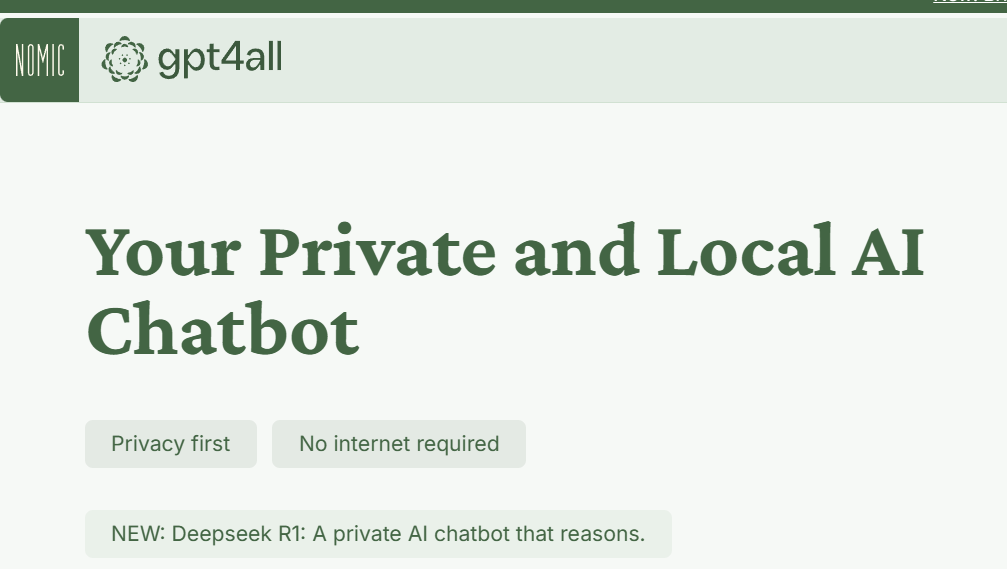 NOMIC
gpt4all
Your Private and Local AI
Chatbot
Privacy first
No internet required
NEW: Deepseek R1: A private AI chatbot that reasons.